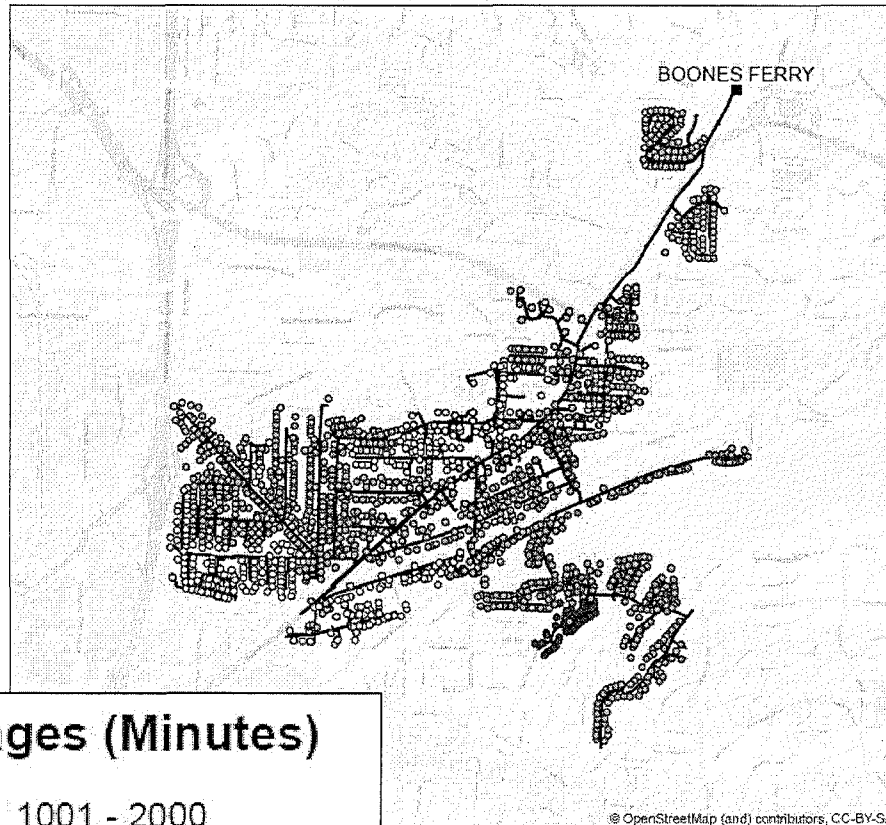 BOONES FERRY
ges (Minutes)
1001 - 2000
© OpenStreetMap (and) contributors, CC-BY-S